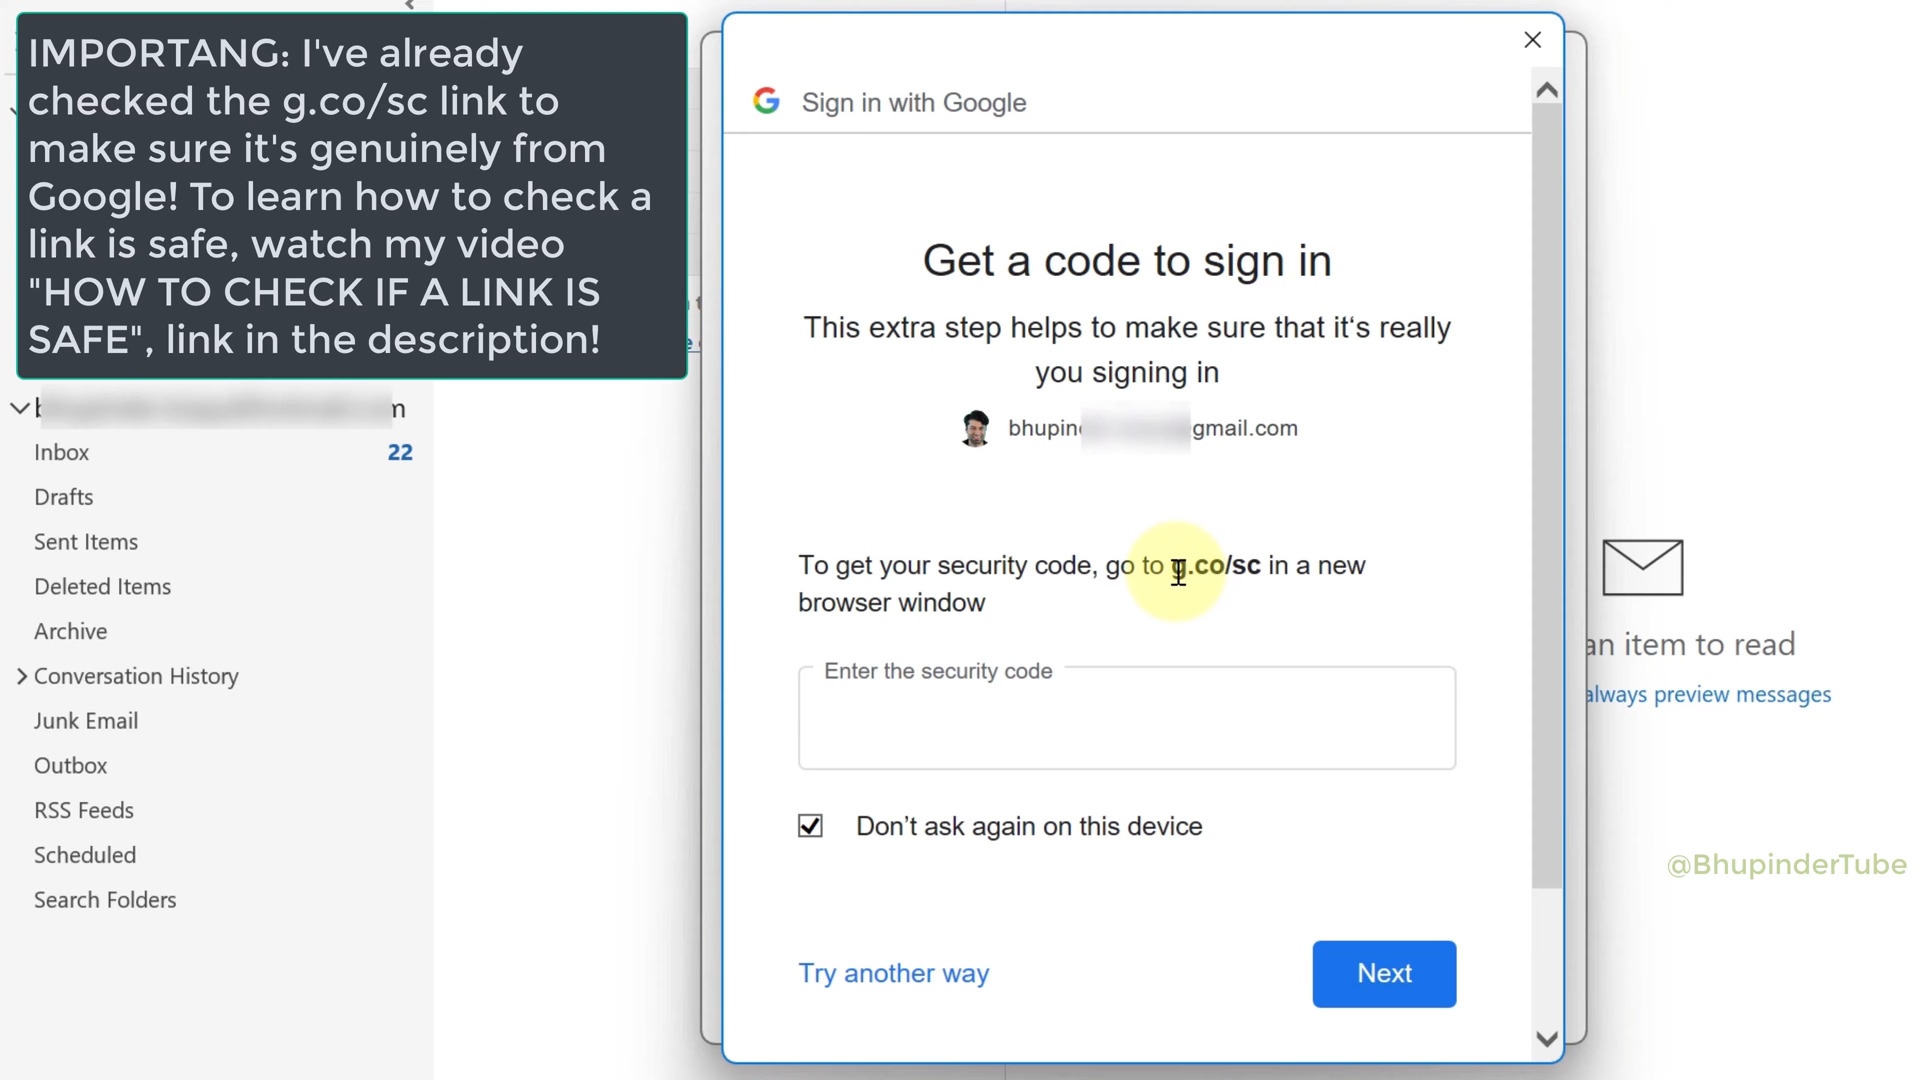 IMPORTANG: I've already
checked the g.co/sc link to
make sure it's genuinely from
Google! To learn how to check a
link is safe, watch my video
"HOW TO CHECK IF A LINK IS
SAFE", link in the description!
Inbox 22
Drafts
Sent Items
Deleted Items
Archive
Conversation History
Junk Email
Outbox
RSS Feeds
Scheduled
Search Folders
Sign in with Google
Get a code to sign in
This extra step helps to make sure that it‘s really
you signing in
bhupin gmail.com
To get your security code, go to g.co/sc in a new
browser window
Enter the security code
Don’t ask again on this device
Try another way
Next
an item to read
always preview messages
@BhupinderTube